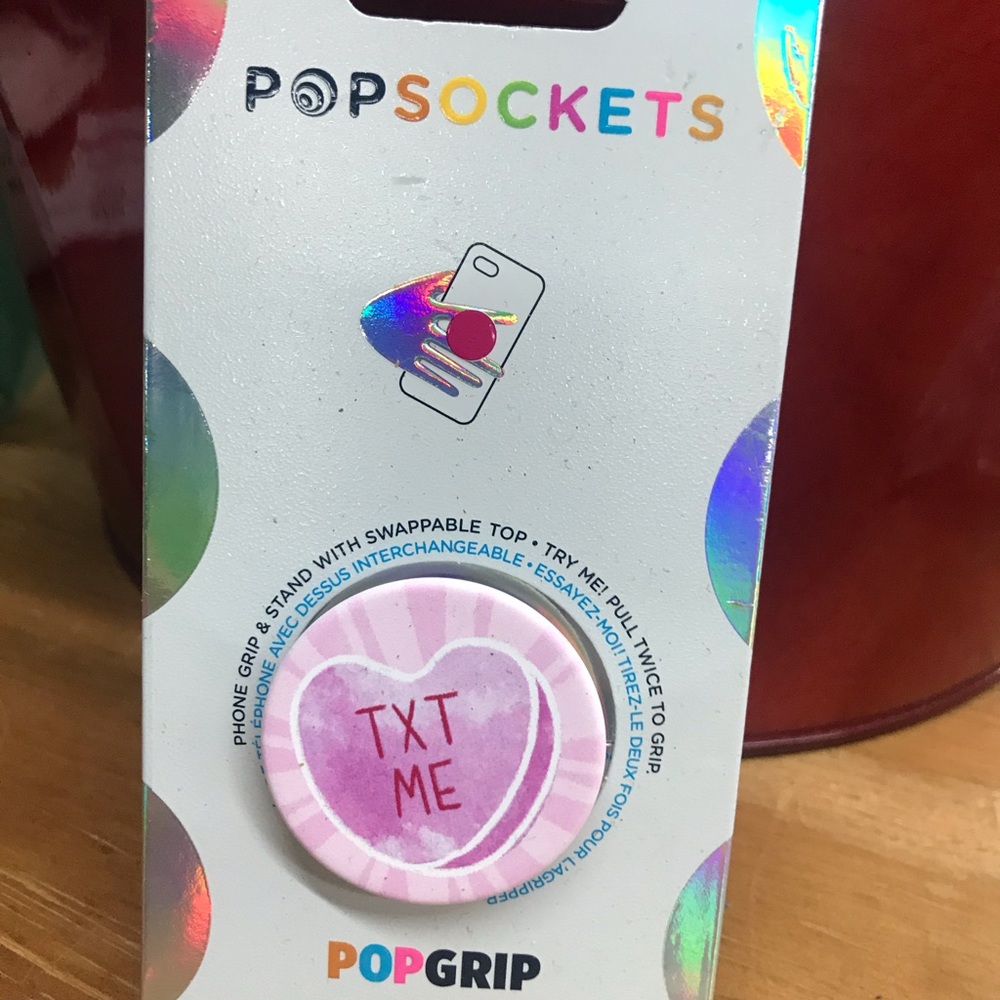 POPSOCKETS
PHONE GRIP & STAND WITH SWAPPABLE TOP • TRY ME! PULL TWICE TO GRIP.
TÉLÉPHONE AVEC DESSUS INTERCHANGEABLE • ESSAYEZ-MOI! TIREZ-LE DEUX FOIS POUR L'AGRIPPER
TXT
ME
POPGRIP